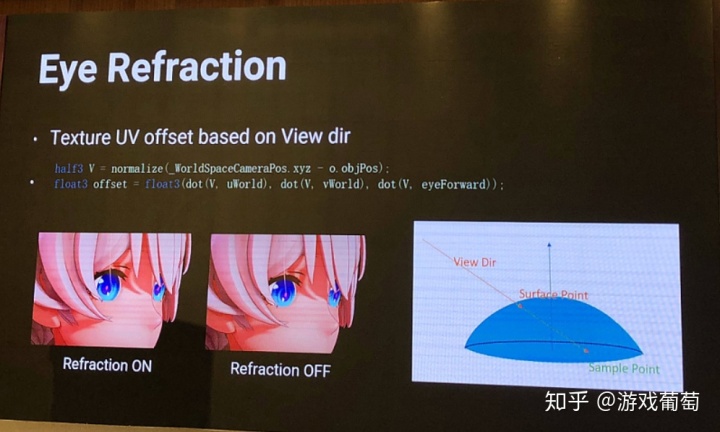 Eye Refraction
• Texture UV offset based on View dir
half3 V = normalize(_WorldSpaceCameraPos.xyz - o.objPos);
• float3 offset = float3(dot(V, uWorld), dot(V, vWorld), dot(V, eyeForward));
View Dir
Surface Point
Sample Point
Refraction ON
Refraction OFF
知乎 @游戏葡萄